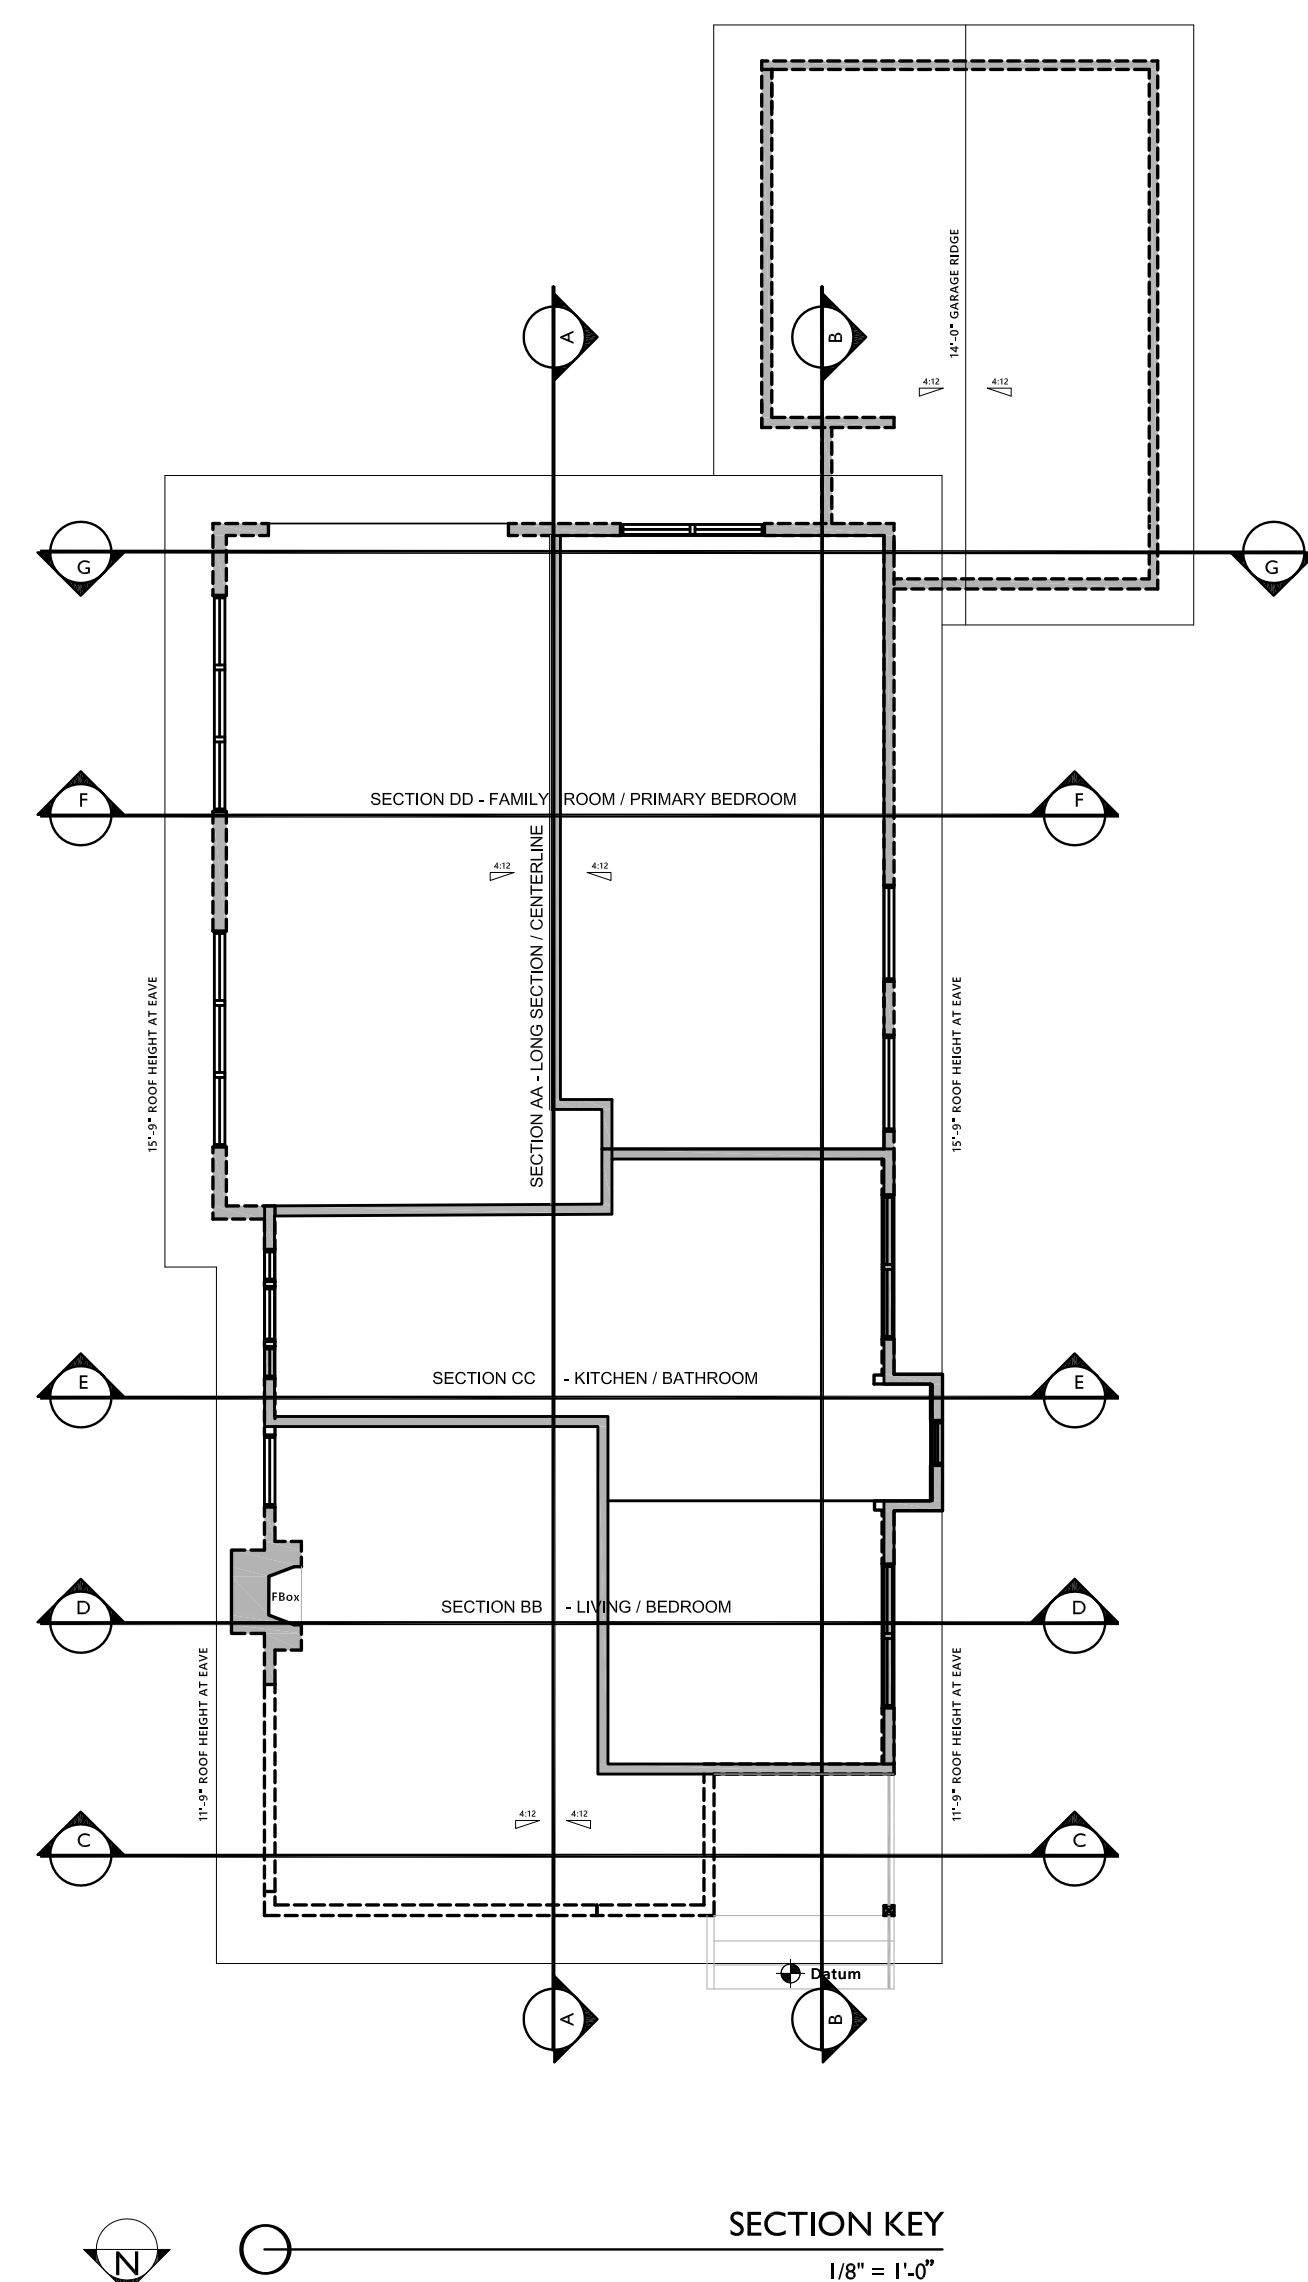 14'-0" GARAGE RIDGE
A
B
4:12
4:12
G
G
SECTION DD - FAMILY ROOM / PRIMARY BEDROOM
F
F
SECTION AA - LONG SECTION / CENTERLINE
4:12
4:12
15'-9" ROOF HEIGHT AT EAVE
15'-9" ROOF HEIGHT AT EAVE
SECTION CC - KITCHEN / BATHROOM
E
E
FBox
SECTION BB - LIVING / BEDROOM
D
D
11'-9" ROOF HEIGHT AT EAVE
11'-9" ROOF HEIGHT AT EAVE
4:12
4:12
C
C
Datum
A
B
SECTION KEY
N
1/8" = 1'-0"